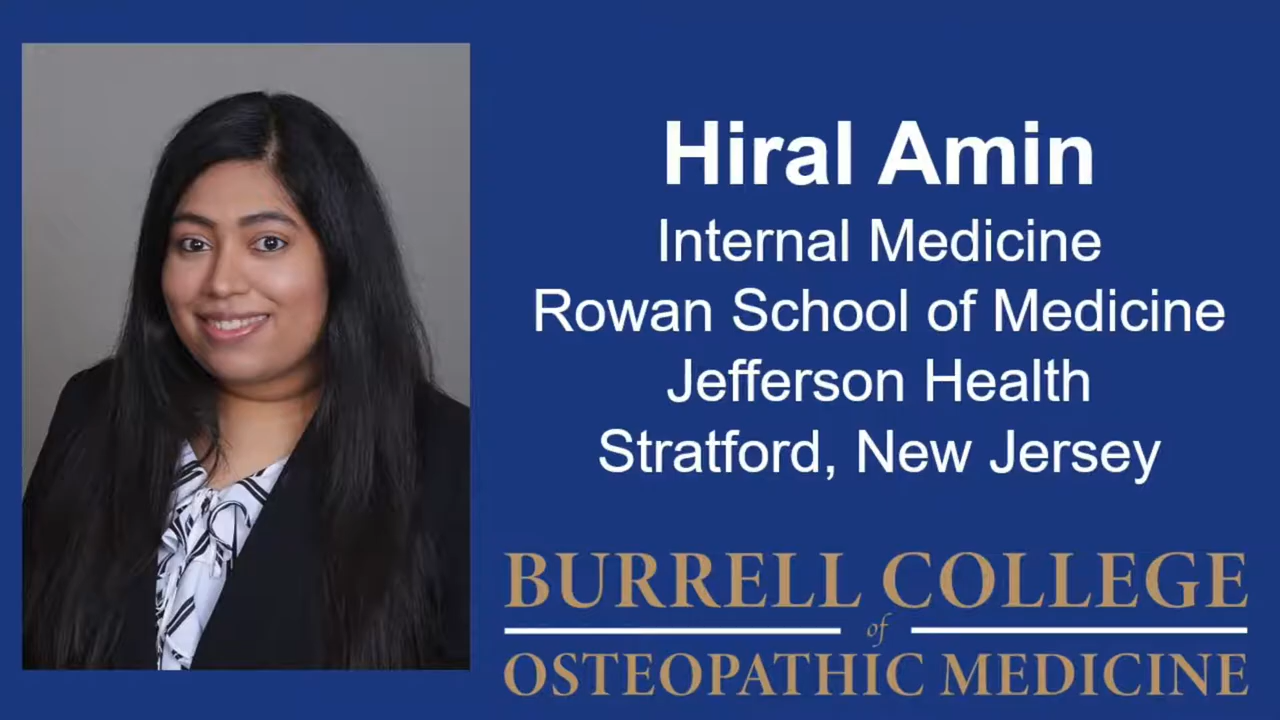 Hiral Amin
Internal Medicine
Rowan School of Medicine
Jefferson Health
Stratford, New Jersey
BURRELL COLLEGE
of
OSTEOPATHIC MEDICINE